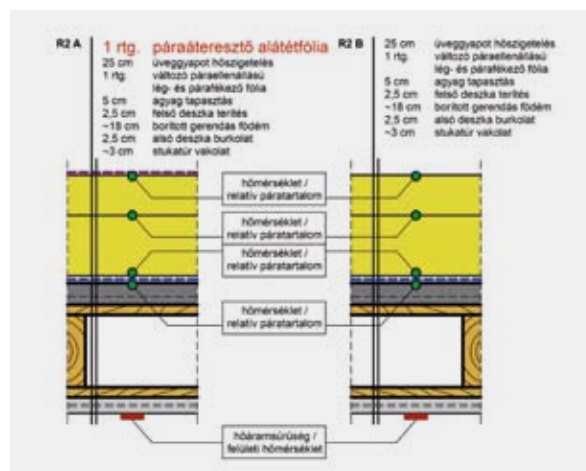 R2 A
1 rtg. páraáteresztő alátétfólia
25 cm üveggyapot hőszigetelés
1 rtg. változó páraellenállású
lég- és párafékező fólia
5 cm agyag tapasztás
2,5 cm felső deszka terítés
~18 cm borított gerendás födém
2,5 cm alsó deszka burkolat
~3 cm stukatúr vakolat
R2 B
25 cm üveggyapot hőszigetelés
1 rtg. változó páraellenállású
lég- és párafékező fólia
5 cm agyag tapasztás
2,5 cm felső deszka terítés
~18 cm borított gerendás födém
2,5 cm alsó deszka burkolat
~3 cm stukatúr vakolat
hőmérséklet /
relatív páratartalom
hőmérséklet /
relatív páratartalom
hőmérséklet /
relatív páratartalom
hőmérséklet /
relatív páratartalom
hőáramsűrűség /
felületi hőmérséklet